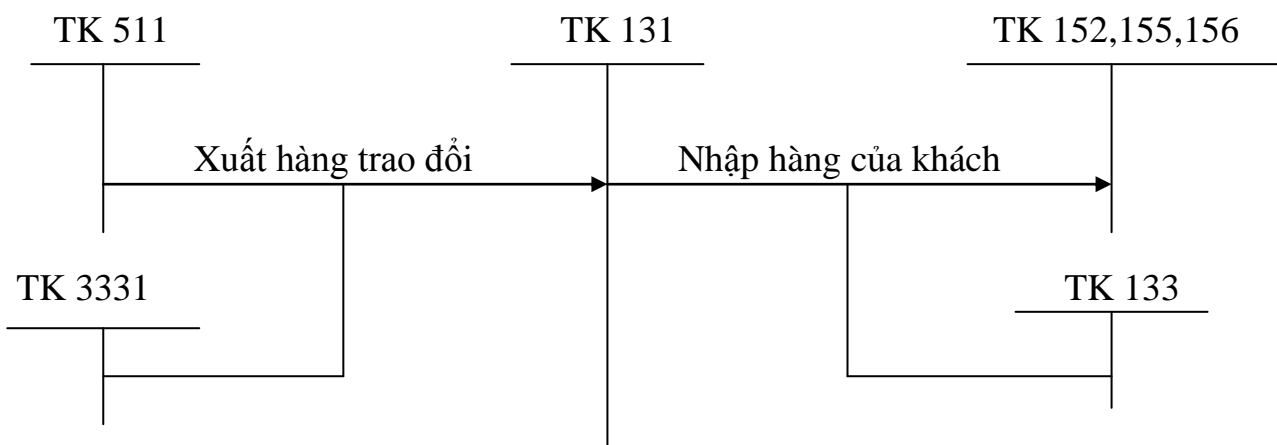 TK 511 TK 131 TK 152,155,156
Xuất hàng trao đổi Nhập hàng của khách
TK 3331 TK 133